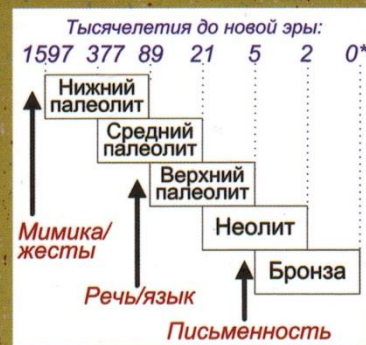 Тысячелетия до новой эры:
1597 377 89 21 5 2 0*
Нижний
палеолит
Средний
палеолит
Верхний
палеолит
Неолит
Бронза
Мимика/
жесты
Речь/язык
Письменность